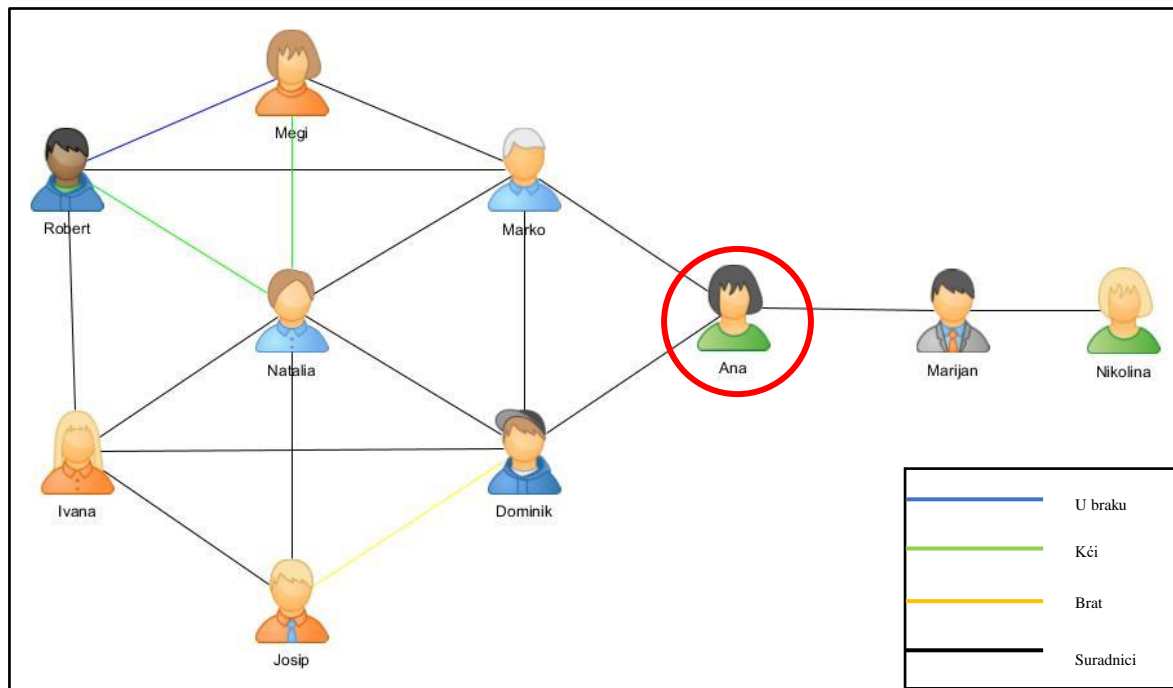 Megi
Robert
Marko
Natalia
Ana
Marijan
Nikolina
Ivana
Dominik
Josip
U braku
Kći
Brat
Suradnici